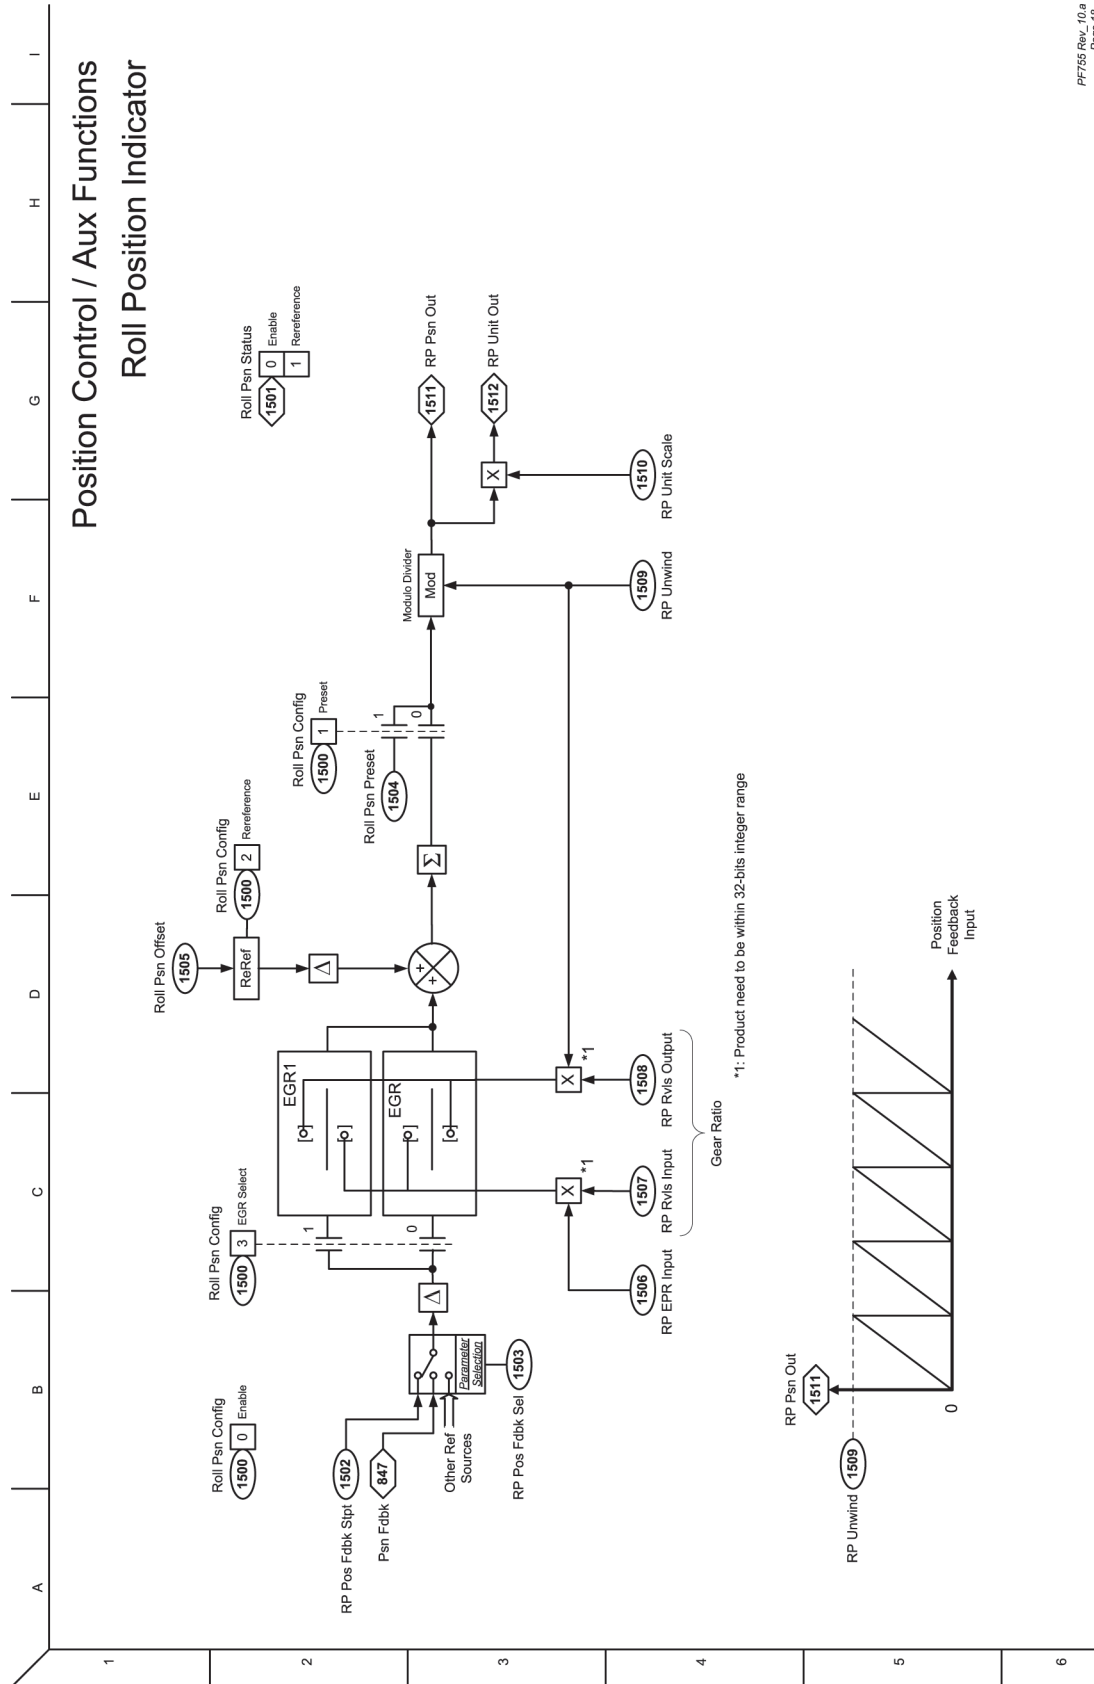 A
B
C
D
E
F
G
H
I
1
2
3
4
5
6
Position Control / Aux Functions
Roll Position Indicator
Roll Psn Status
1501
0 Enable
1 Rereference
Roll Psn Config
1500 0 Enable
Roll Psn Config
1500 3 EGR Select
Roll Psn Offset
1505
Roll Psn Config
1500 2 Rereference
ReRef
Δ
Roll Psn Config
1500 1 Preset
Roll Psn Preset
1504
1
0
RP Pos Fdbk Stpt 1502
Psn Fdbk 847
Other Ref
Sources
Parameter
Selection
RP Pos Fdbk Sel 1503
Δ
1
0
EGR1
[ ]
[ ]
EGR
[ ]
[ ]
+
+
Σ
Modulo Divider
Mod
1511 RP Psn Out
X
1512 RP Unit Out
X
*1
X
*1
1506
RP EPR Input
1507
RP Rvls Input
1508
RP Rvls Output
Gear Ratio
1509
RP Unwind
1510
RP Unit Scale
*1: Product need to be within 32-bits integer range
RP Psn Out
1511
RP Unwind 1509
0
Position
Feedback
Input
PF755 Rev_10.a